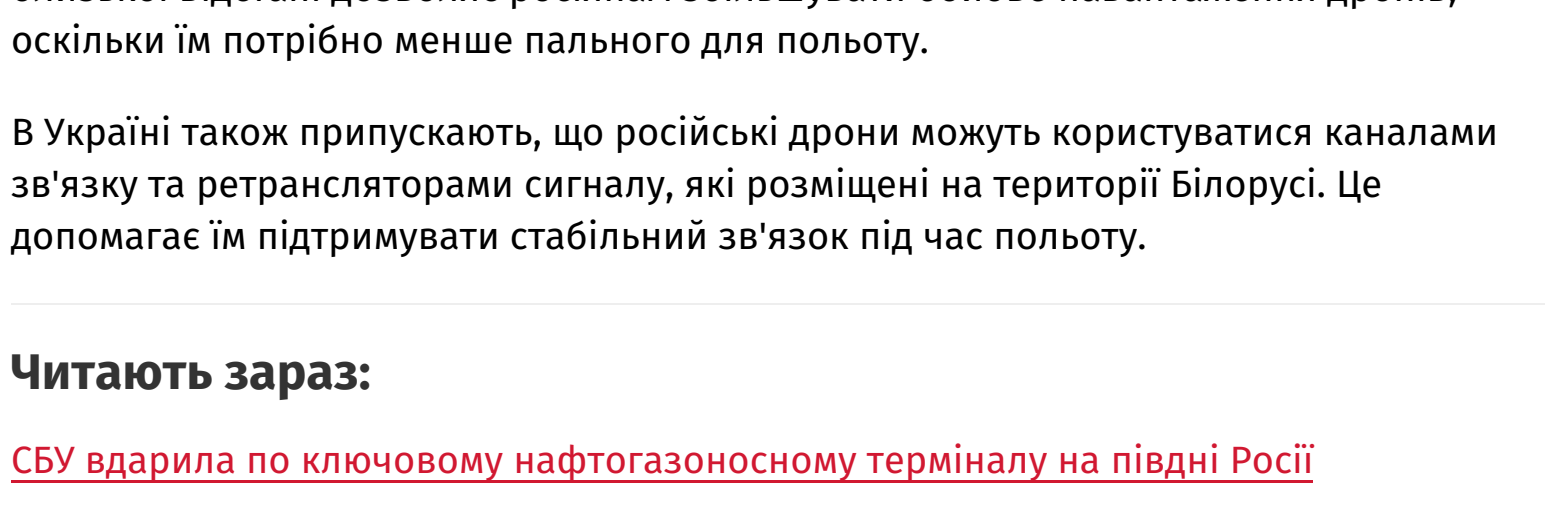 оскільки їм потрібно менше пального для польоту.
В Україні також припускають, що російські дрони можуть користуватися каналами
зв'язку та ретрансляторами сигналу, які розміщені на території Білорусі. Це
допомагає їм підтримувати стабільний зв'язок під час польоту.
Читають зараз:
СБУ вдарила по ключовому нафтогазоносному терміналу на півдні Росії